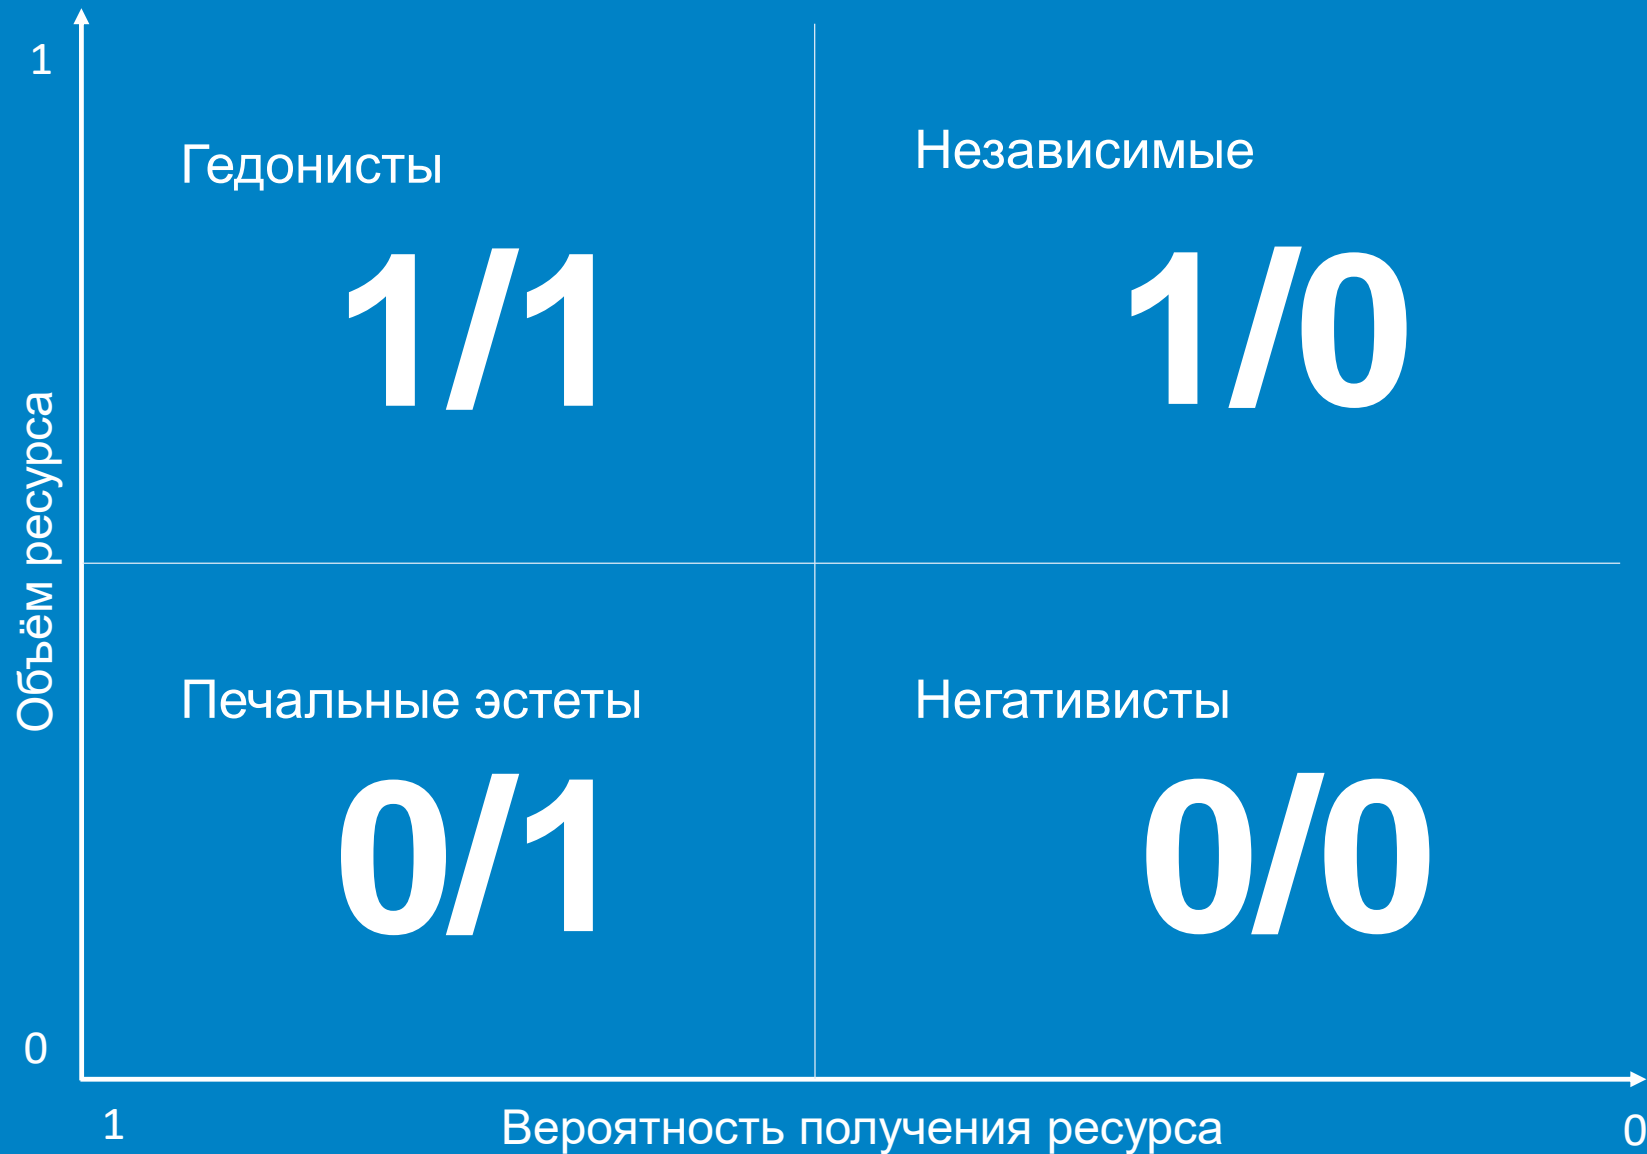 1
Гедонисты
Независимые
1/1
1/0
Объём ресурса
Печальные эстеты
Негативисты
0/1
0/0
0
1
Вероятность получения ресурса
0